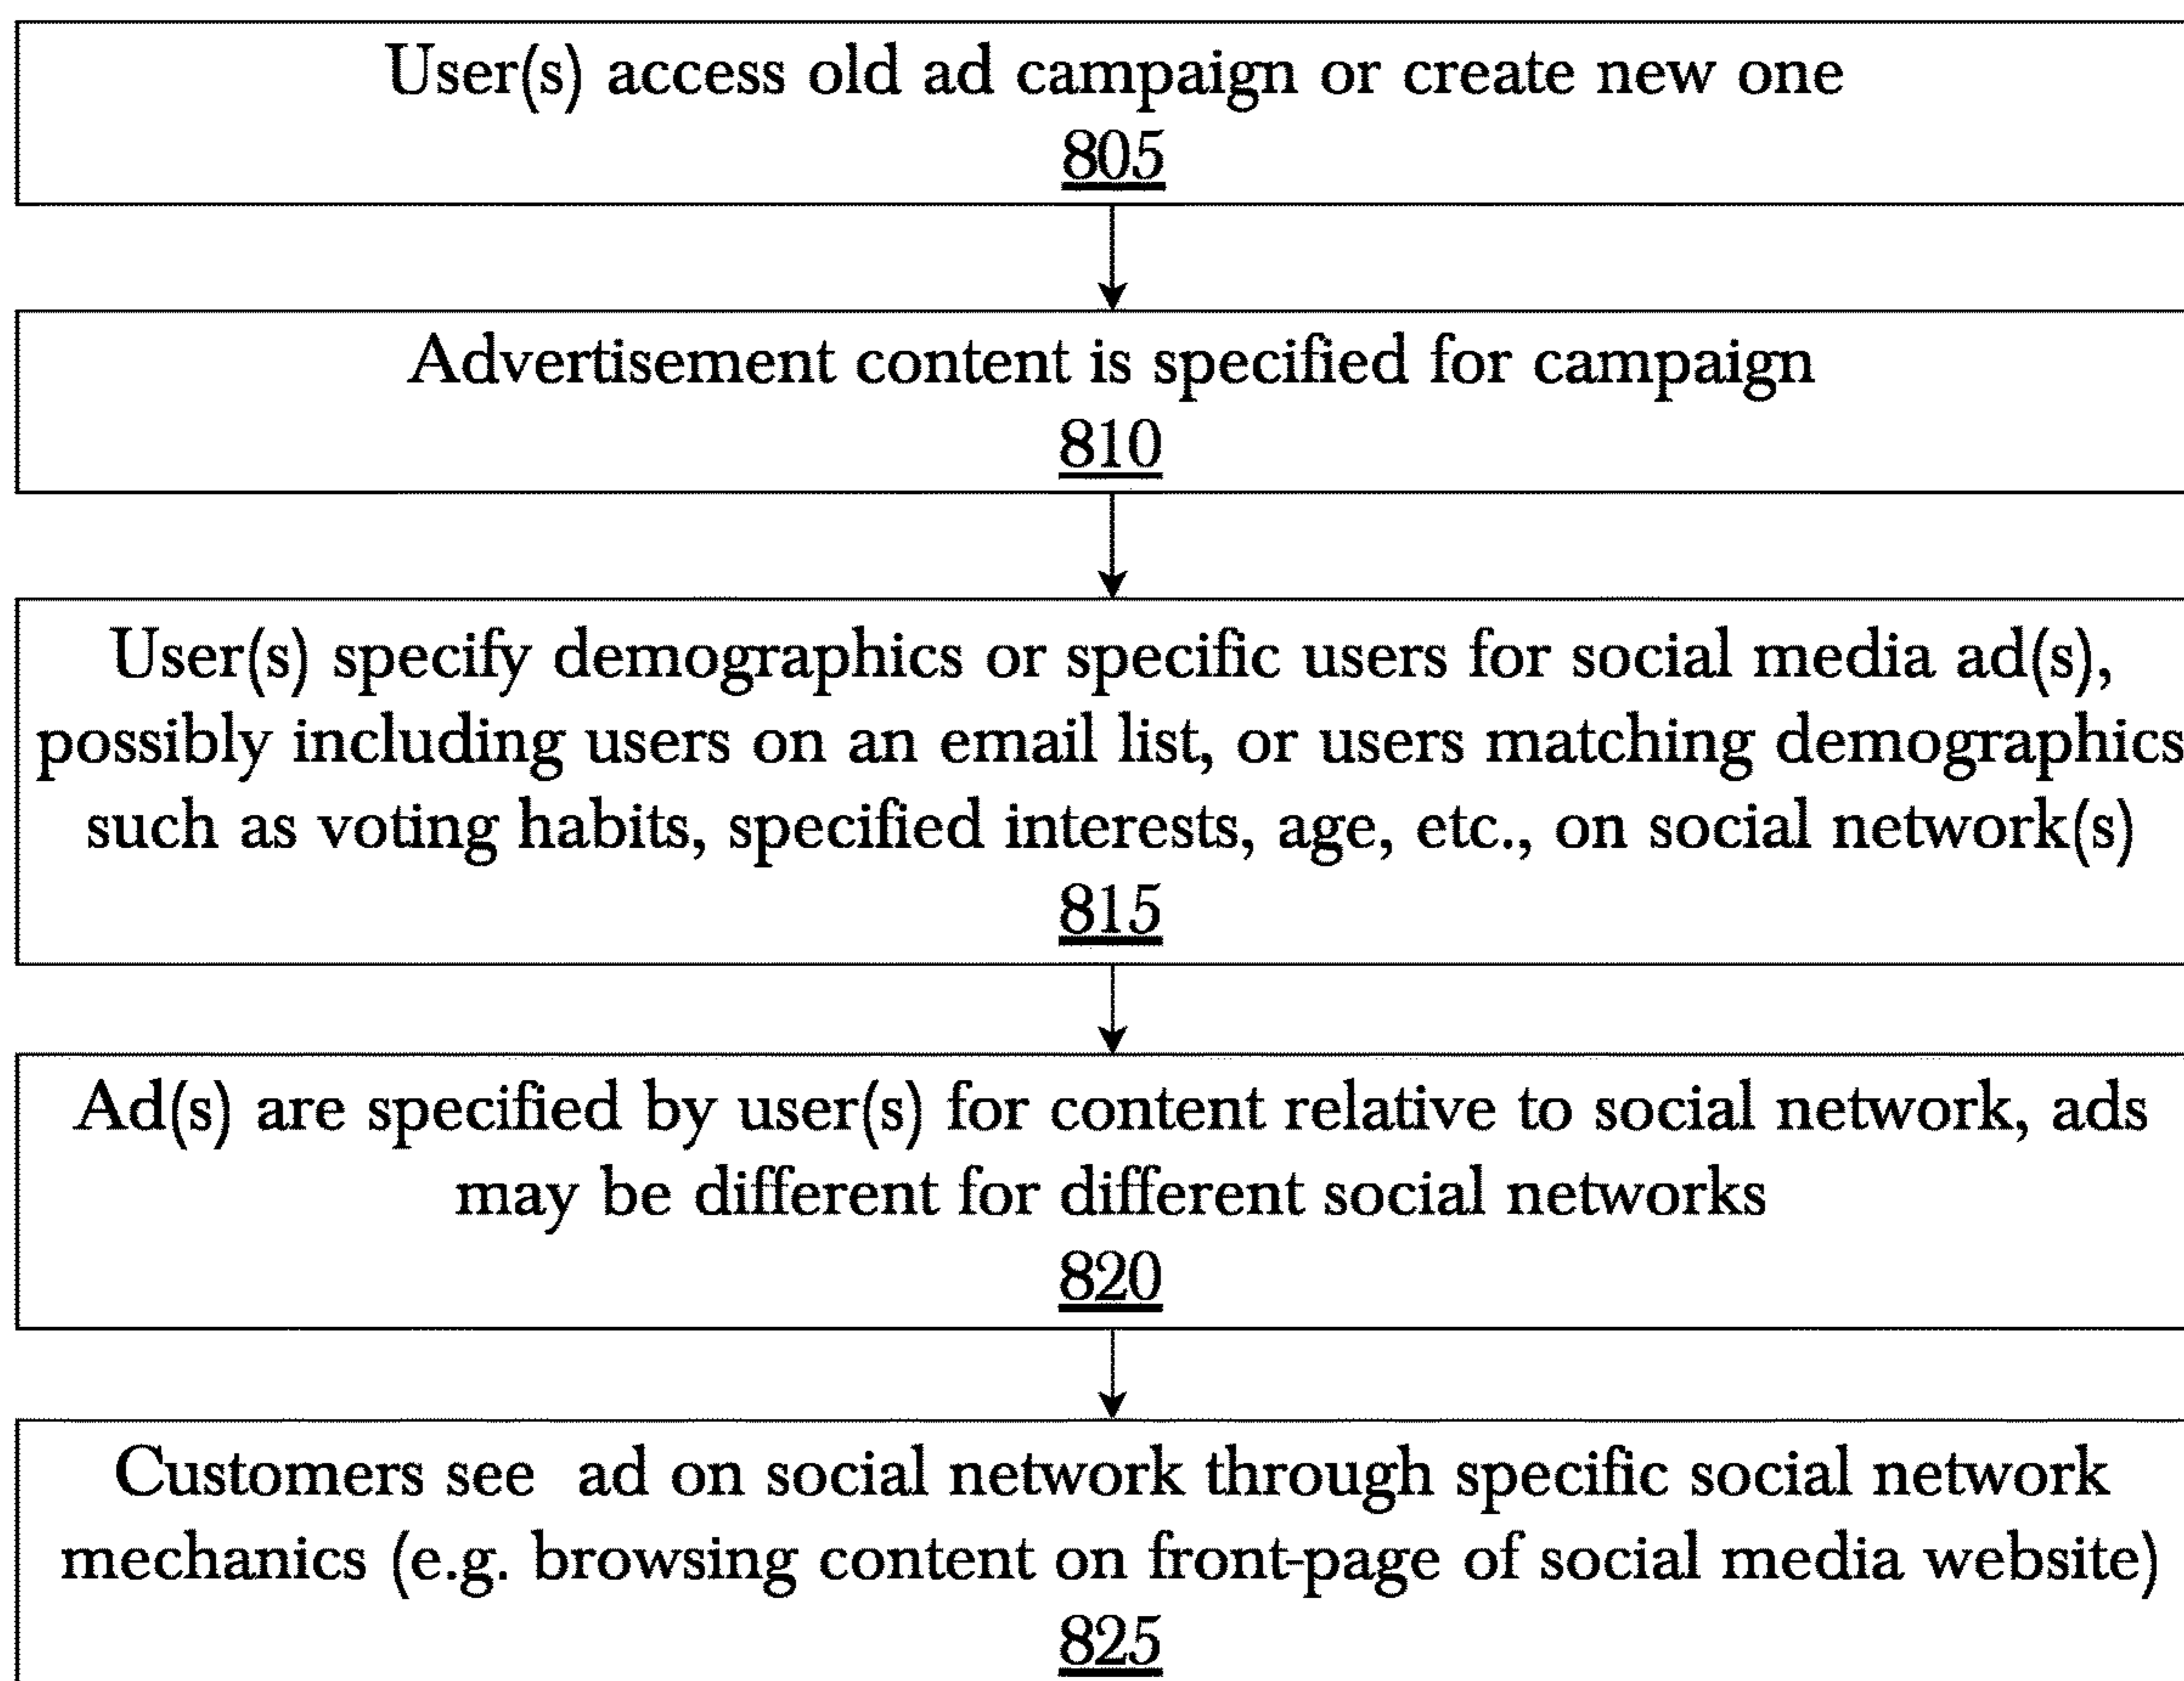 User(s) access old ad campaign or create new one
805
Advertisement content is specified for campaign
810
User(s) specify demographics or specific users for social media ad(s),
possibly including users on an email list, or users matching demographics
such as voting habits, specified interests, age, etc., on social network(s)
815
Ad(s) are specified by user(s) for content relative to social network, ads
may be different for different social networks
820
Customers see ad on social network through specific social network
mechanics (e.g. browsing content on front-page of social media website)
825